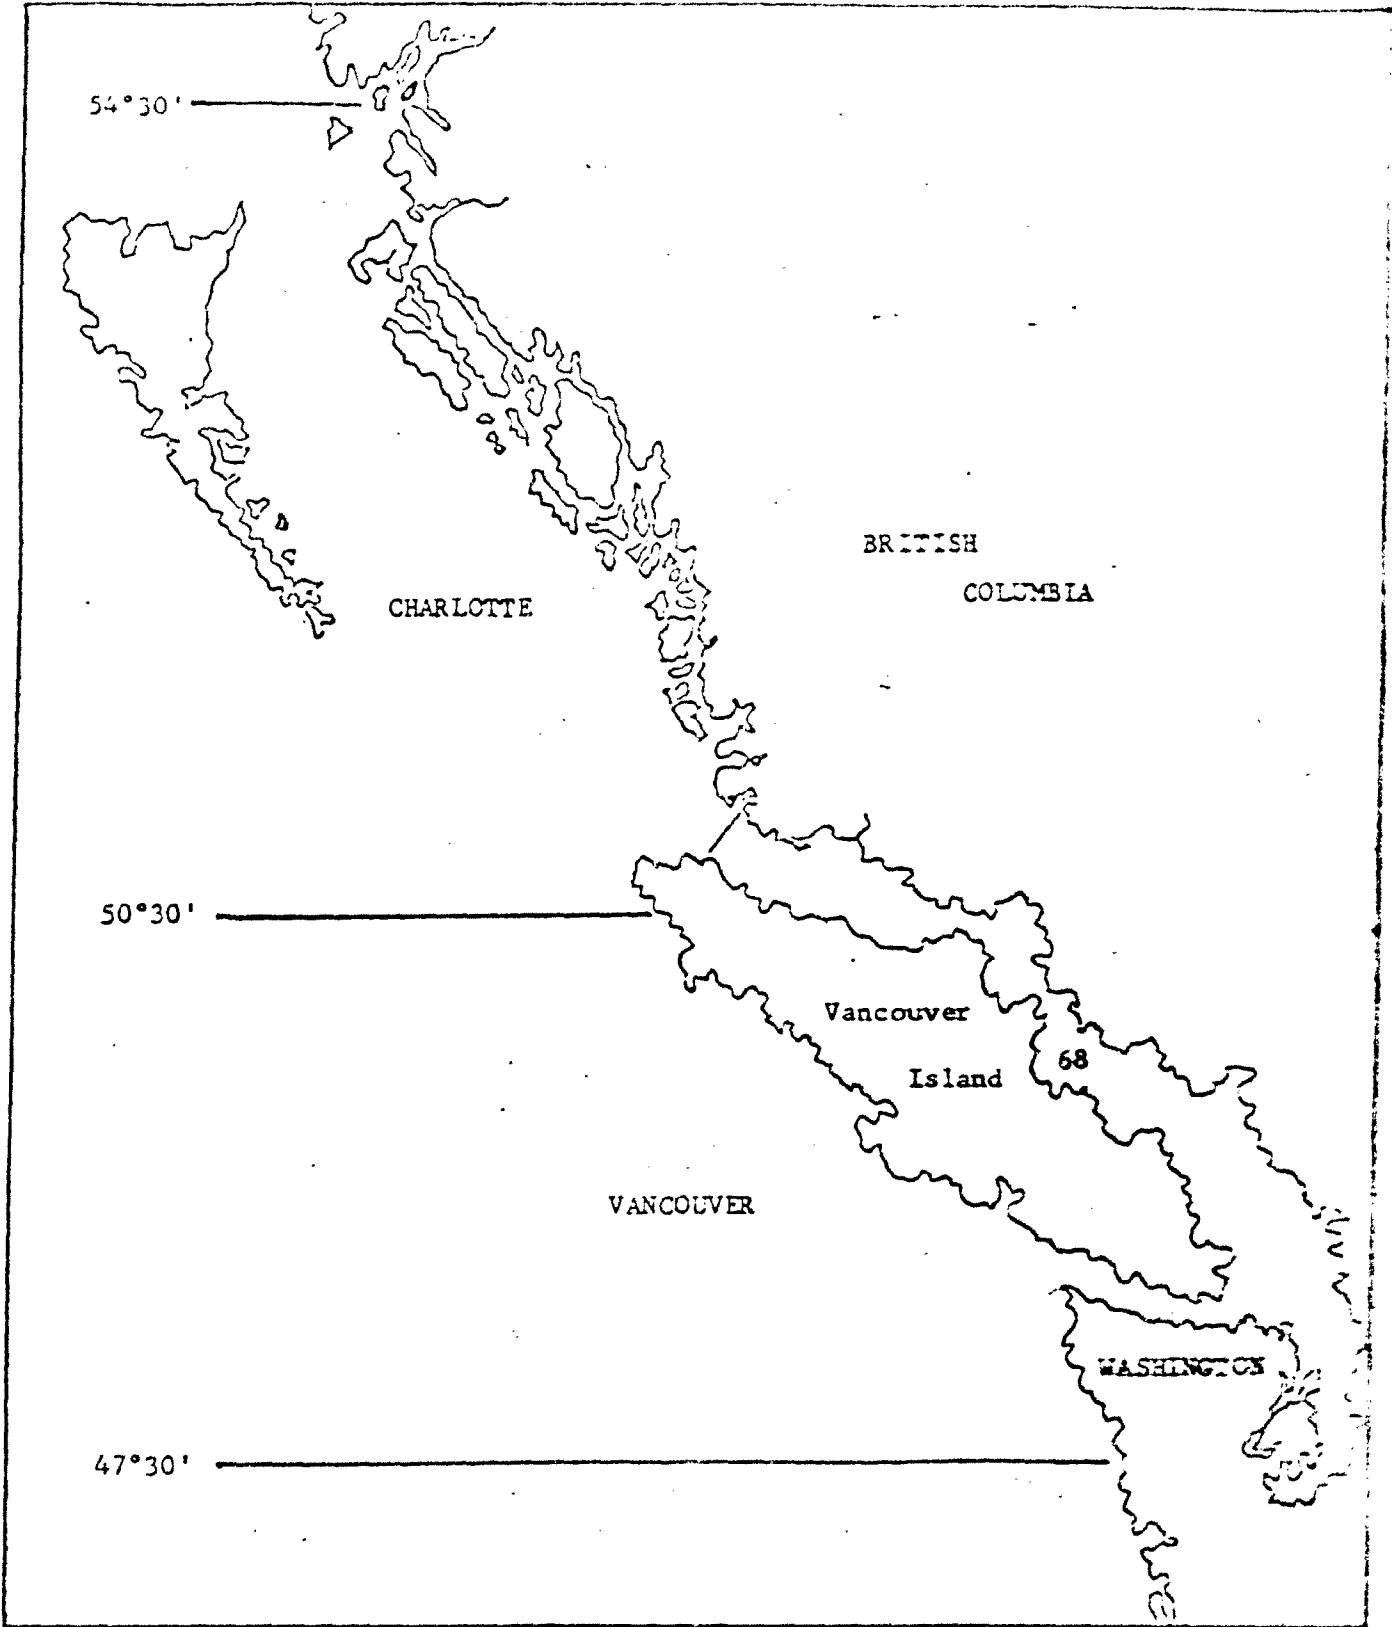 54°30'
BRITISH
COLUMBIA
CHARLOTTE
50°30'
Vancouver
68
Island
VANCOUVER
WASHINGTON
47°30'